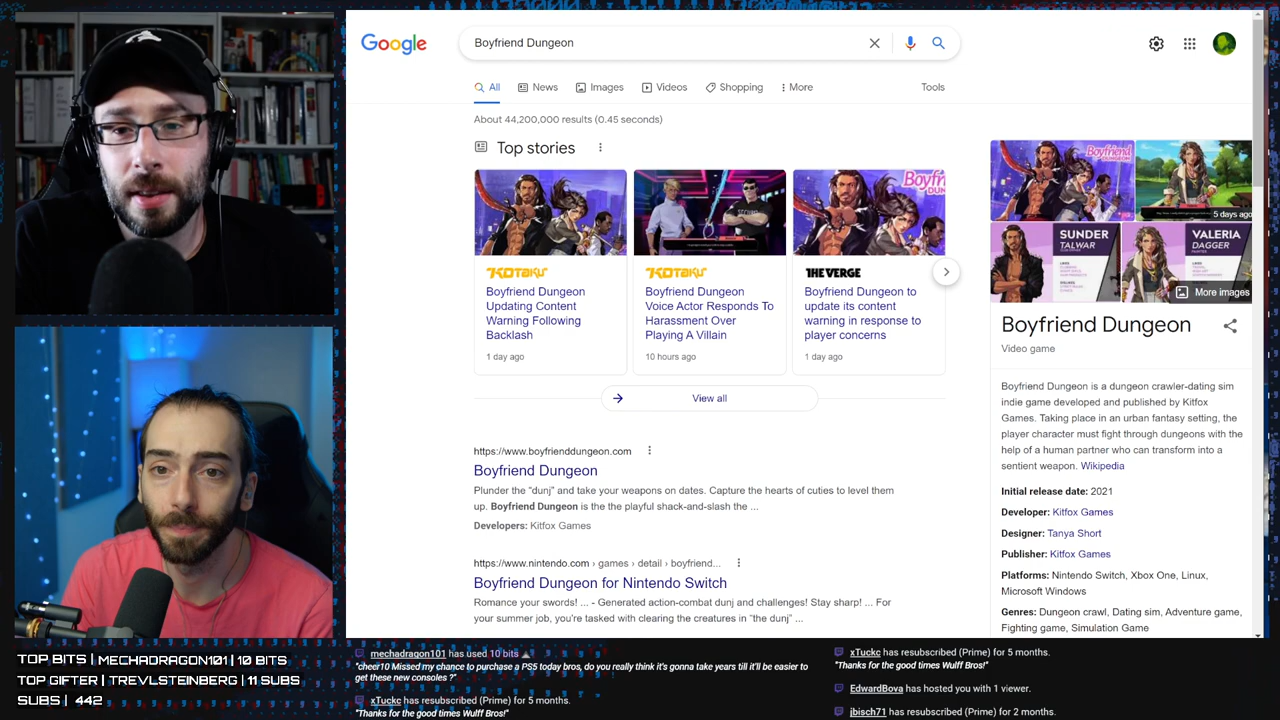 Google
Boyfriend Dungeon
All
News
Images
Videos
Shopping
More
Tools
About 44,200,000 results (0.45 seconds)
Top stories
KOTAKU
Boyfriend Dungeon
Updating Content
Warning Following
Backlash
1 day ago
KOTAKU
Boyfriend Dungeon
Voice Actor Responds To
Harassment Over
Playing A Villain
10 hours ago
THE VERGE
Boyfriend Dungeon to
update its content
warning in response to
player concerns
1 day ago
View all
https://www.boyfrienddungeon.com
Boyfriend Dungeon
Plunder the "dunj" and take your weapons on dates. Capture the hearts of cuties to level them
up. Boyfriend Dungeon is the the playful shack-and-slash the ...
Developers: Kitfox Games
https://www.nintendo.com › games › detail › boyfriend...
Boyfriend Dungeon for Nintendo Switch
Romance your swords! ... - Generated action-combat dunj and challenges! Stay sharp! ... For
your summer job, you're tasked with clearing the creatures in "the dunj" ...
Boyfriend
DUNGEON
5 days ago
SUNDER
TALWAR
VALERIA
DAGGER
More images
Boyfriend Dungeon
Video game
Boyfriend Dungeon is a dungeon crawler-dating sim
indie game developed and published by Kitfox
Games. Taking place in an urban fantasy setting, the
player character must fight through dungeons with the
help of a human partner who can transform into a
sentient weapon. Wikipedia
Initial release date: 2021
Developer: Kitfox Games
Designer: Tanya Short
Publisher: Kitfox Games
Platforms: Nintendo Switch, Xbox One, Linux,
Microsoft Windows
Genres: Dungeon crawl, Dating sim, Adventure game,
Fighting game, Simulation Game
TOP BITS | MECHADRAGON101 | 10 BITS
TOP GIFTER | TREVLSTEINBERG | 11 SUBS
SUBS | 442
mechadragon101 has used 10 bits
"cheer10 Missed my chance to purchase a PS5 today bros, do you really think it's gonna take years till it'll be easier to
get these new consoles ?"
xTuckc has resubscribed (Prime) for 5 months.
"Thanks for the good times Wulff Bros!"
xTuckc has resubscribed (Prime) for 5 months.
"Thanks for the good times Wulff Bros!"
EdwardBova has hosted you with 1 viewer.
jbisch71 has resubscribed (Prime) for 2 months.